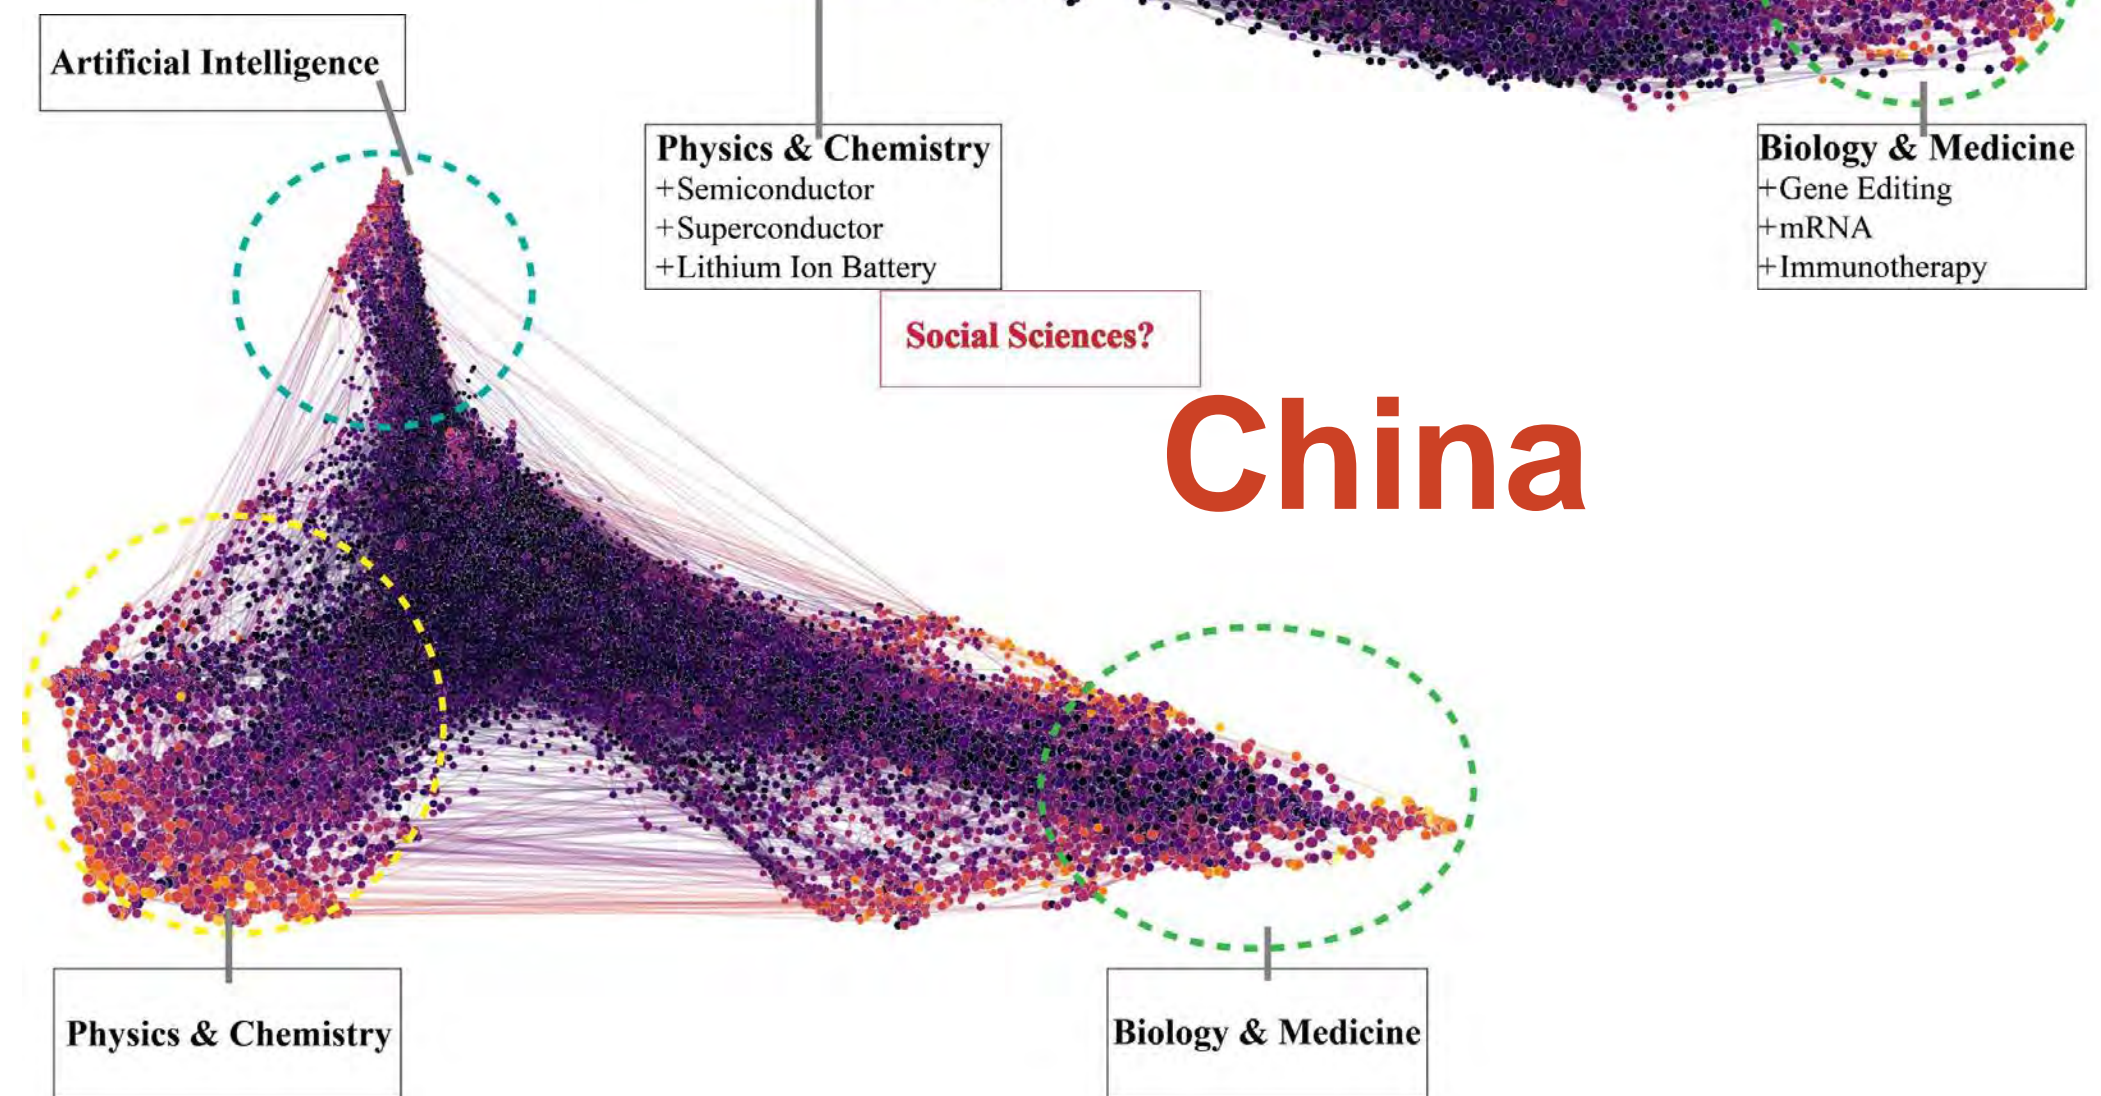 Artificial Intelligence
Physics & Chemistry
+Semiconductor
+Superconductor
+Lithium Ion Battery
Biology & Medicine
+Gene Editing
+mRNA
+Immunotherapy
Social Sciences?
China
Physics & Chemistry
Biology & Medicine